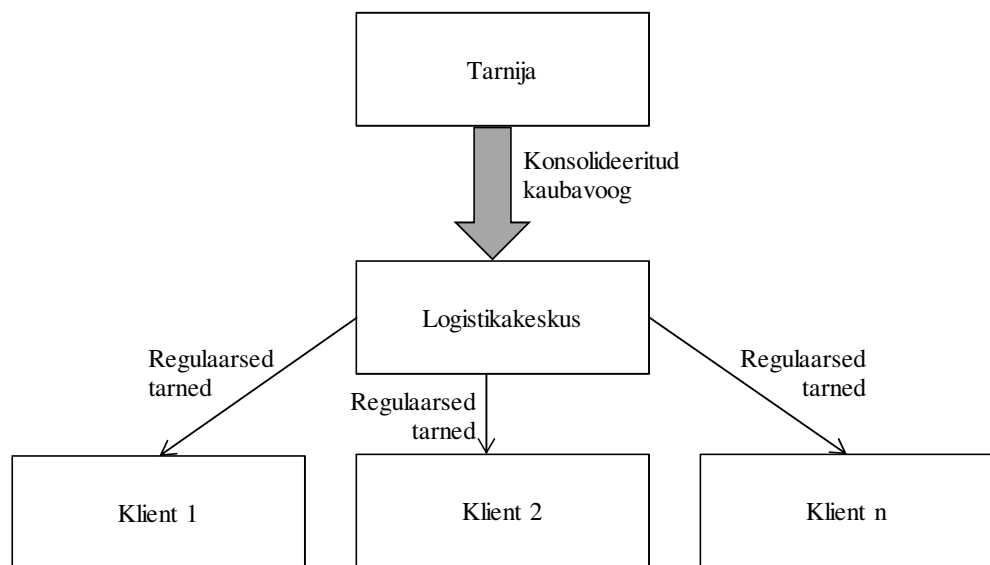 Tarnija
Konsolideeritud
kaubavoog
Logistikakeskus
Regulaarsed
tarned
Regulaarsed
tarned
Regulaarsed
tarned
Klient 1
Klient 2
Klient n